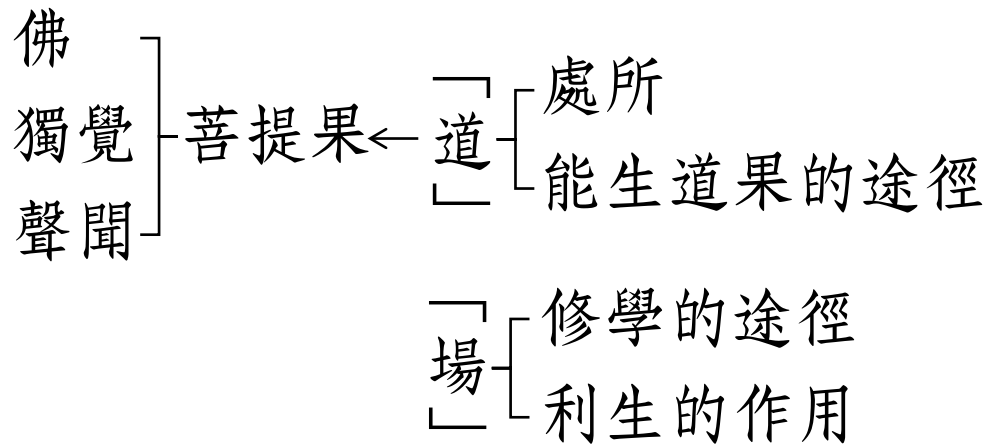 佛
獨覺
聲聞
菩提果
「道」
處所
能生道果的途徑
「場」
修學的途徑
利生的作用